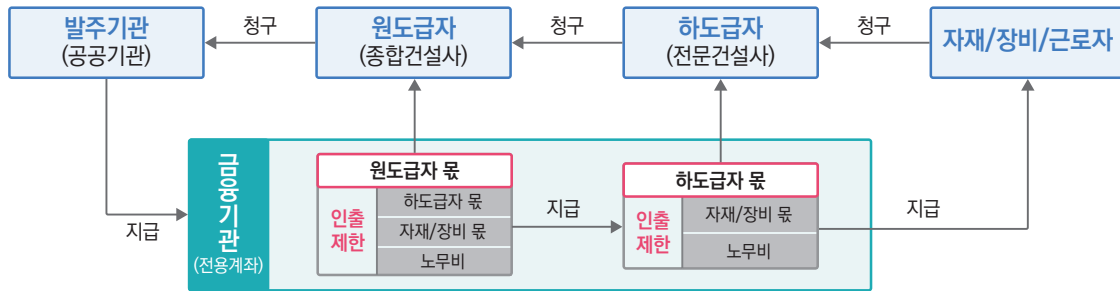 발주기관
(공공기관)
청구
원도급자
(종합건설사)
청구
하도급자
(전문건설사)
청구
자재/장비/근로자
지급
금융기관
(전용계좌)
원도급자 몫
인출
제한
하도급자 몫
자재/장비 몫
노무비
지급
하도급자 몫
인출
제한
자재/장비 몫
노무비
지급